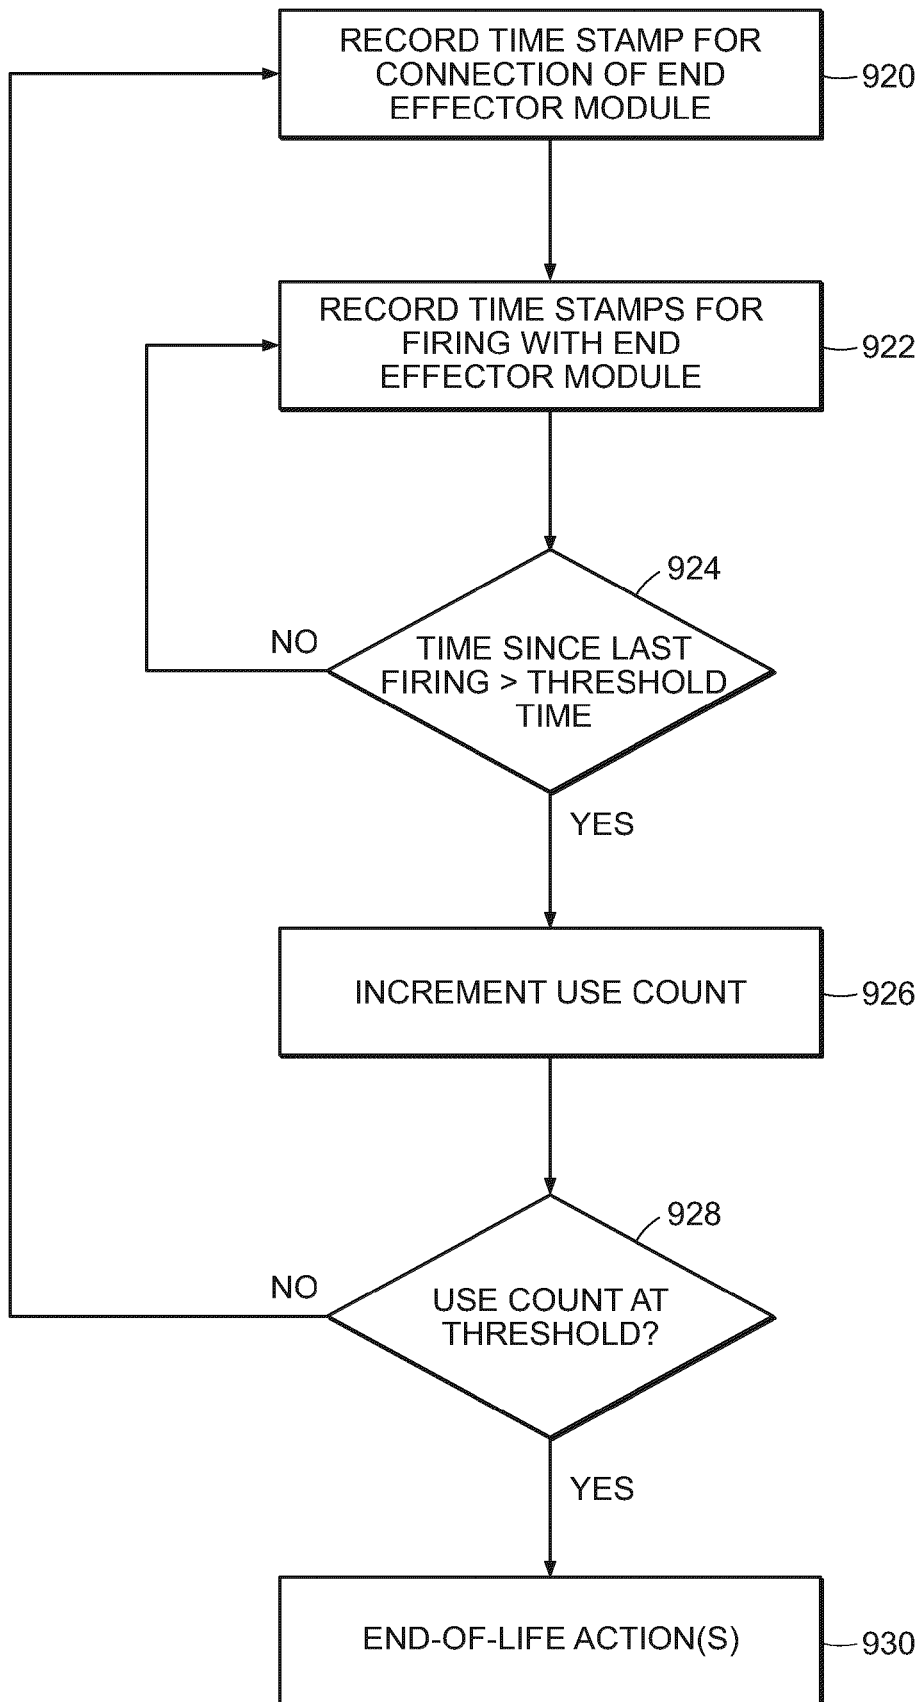 RECORD TIME STAMP FOR
CONNECTION OF END
EFFECTOR MODULE
920
RECORD TIME STAMPS FOR
FIRING WITH END
EFFECTOR MODULE
922
924
NO
TIME SINCE LAST
FIRING > THRESHOLD
TIME
YES
INCREMENT USE COUNT
926
928
NO
USE COUNT AT
THRESHOLD?
YES
END-OF-LIFE ACTION(S)
930